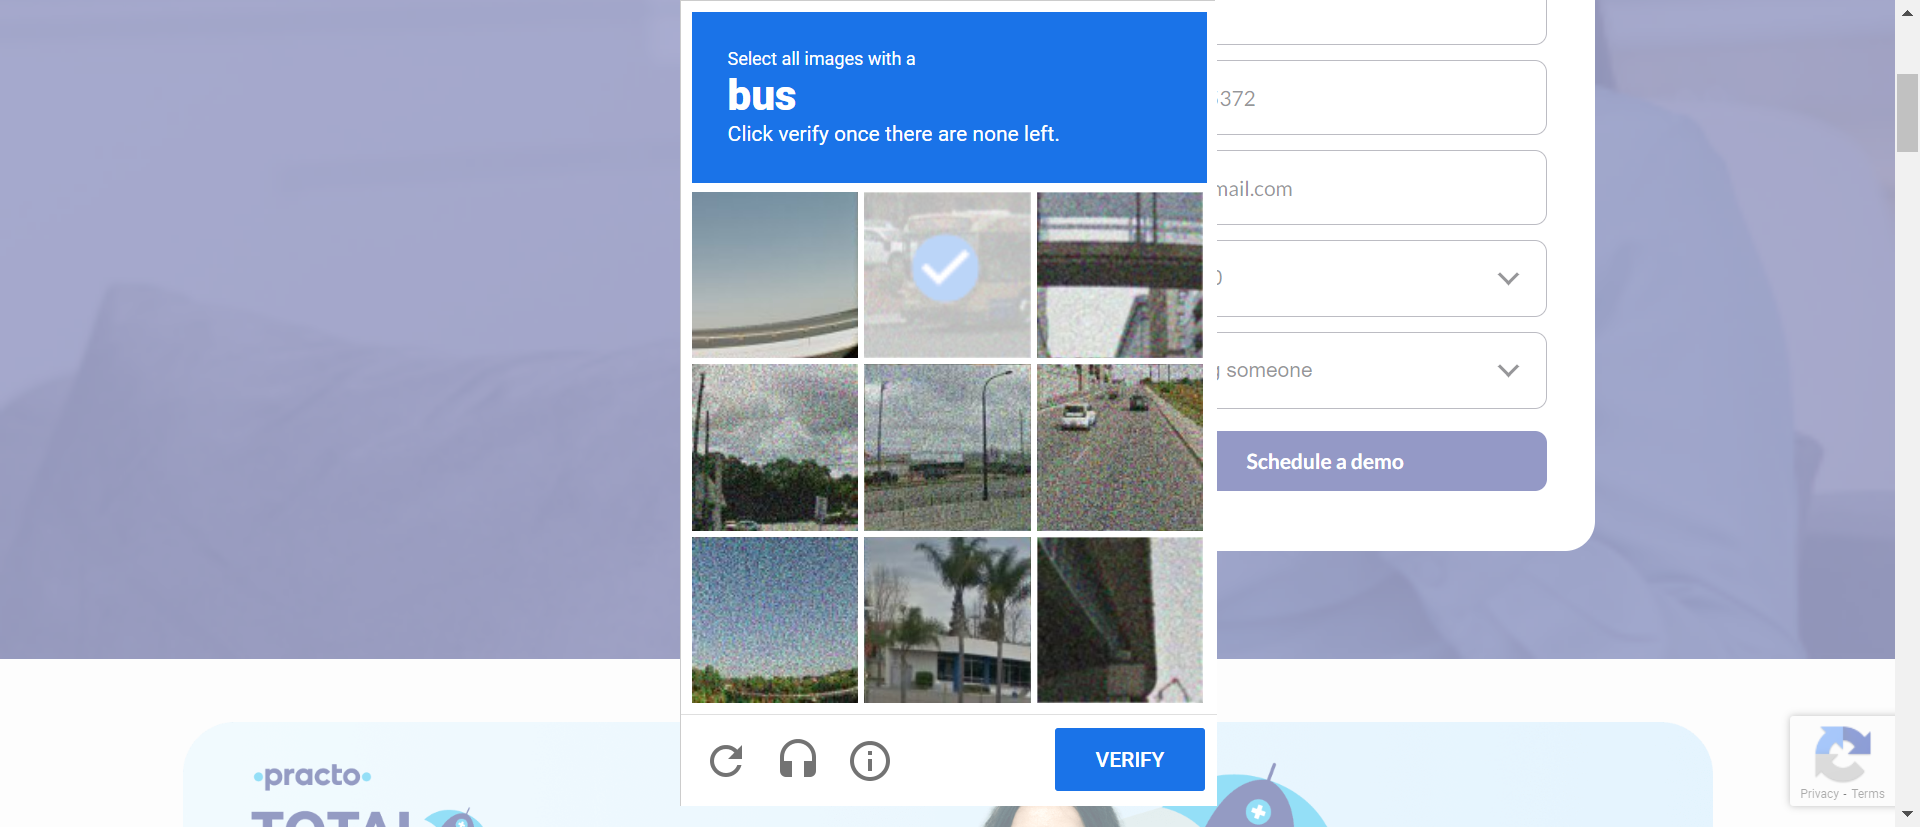 Select all images with a
bus
Click verify once there are none left.
372
mail.com
someone
Schedule a demo
VERIFY
practo
TOTAL
Privacy - Terms